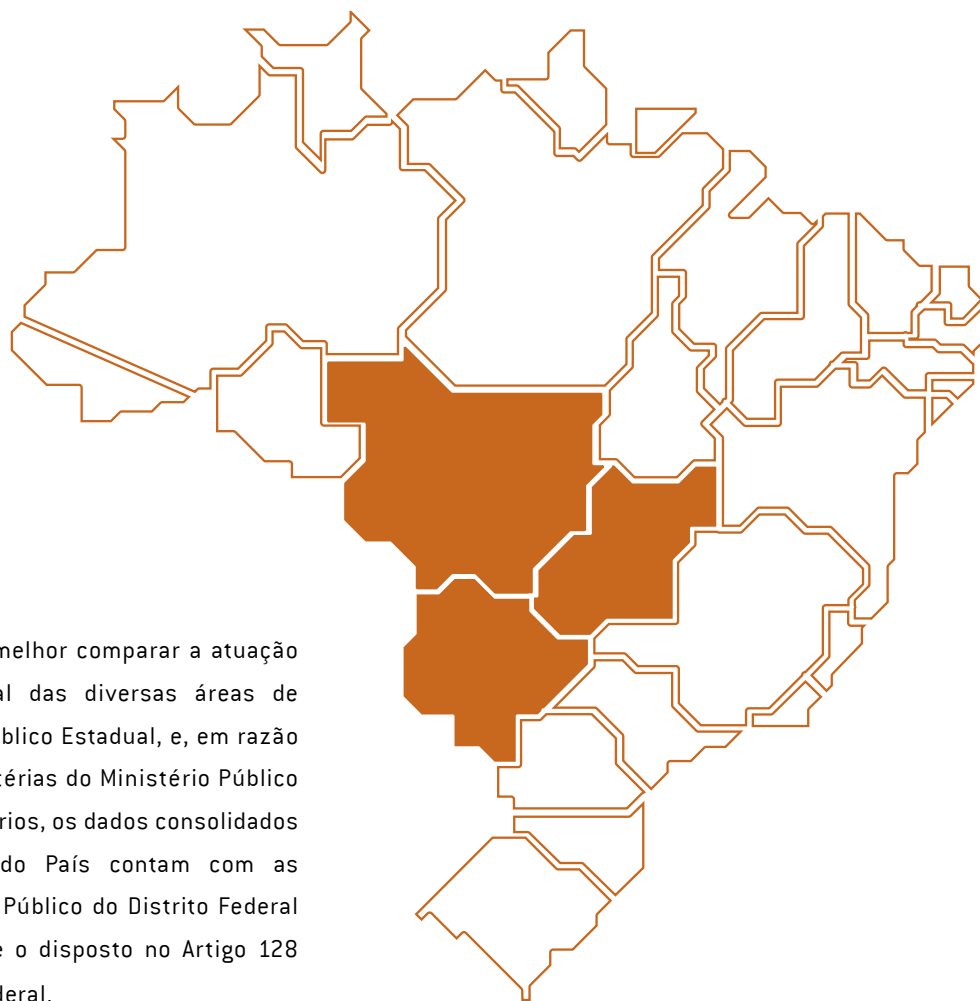 melhor comparar a atuação
al das diversas áreas de
blico Estadual, e, em razão
térias do Ministério Público
rios, os dados consolidados
do País contam com as
Público do Distrito Federal
e o disposto no Artigo 128
deral.